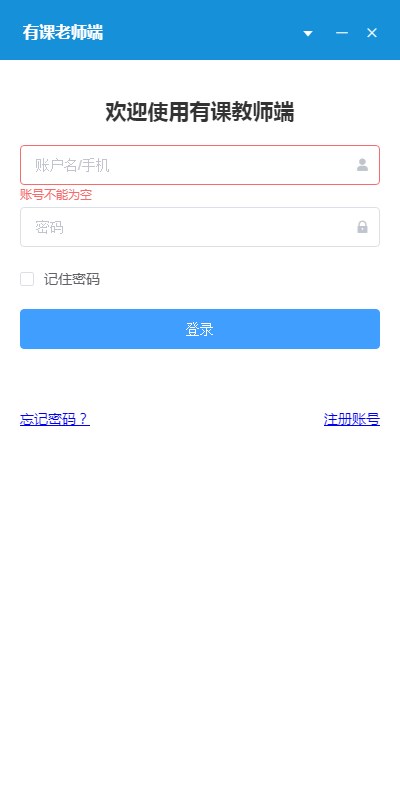 有课老师端
欢迎使用有课教师端
账户名/手机
账号不能为空
密码
记住密码
登录
忘记密码？
注册账号